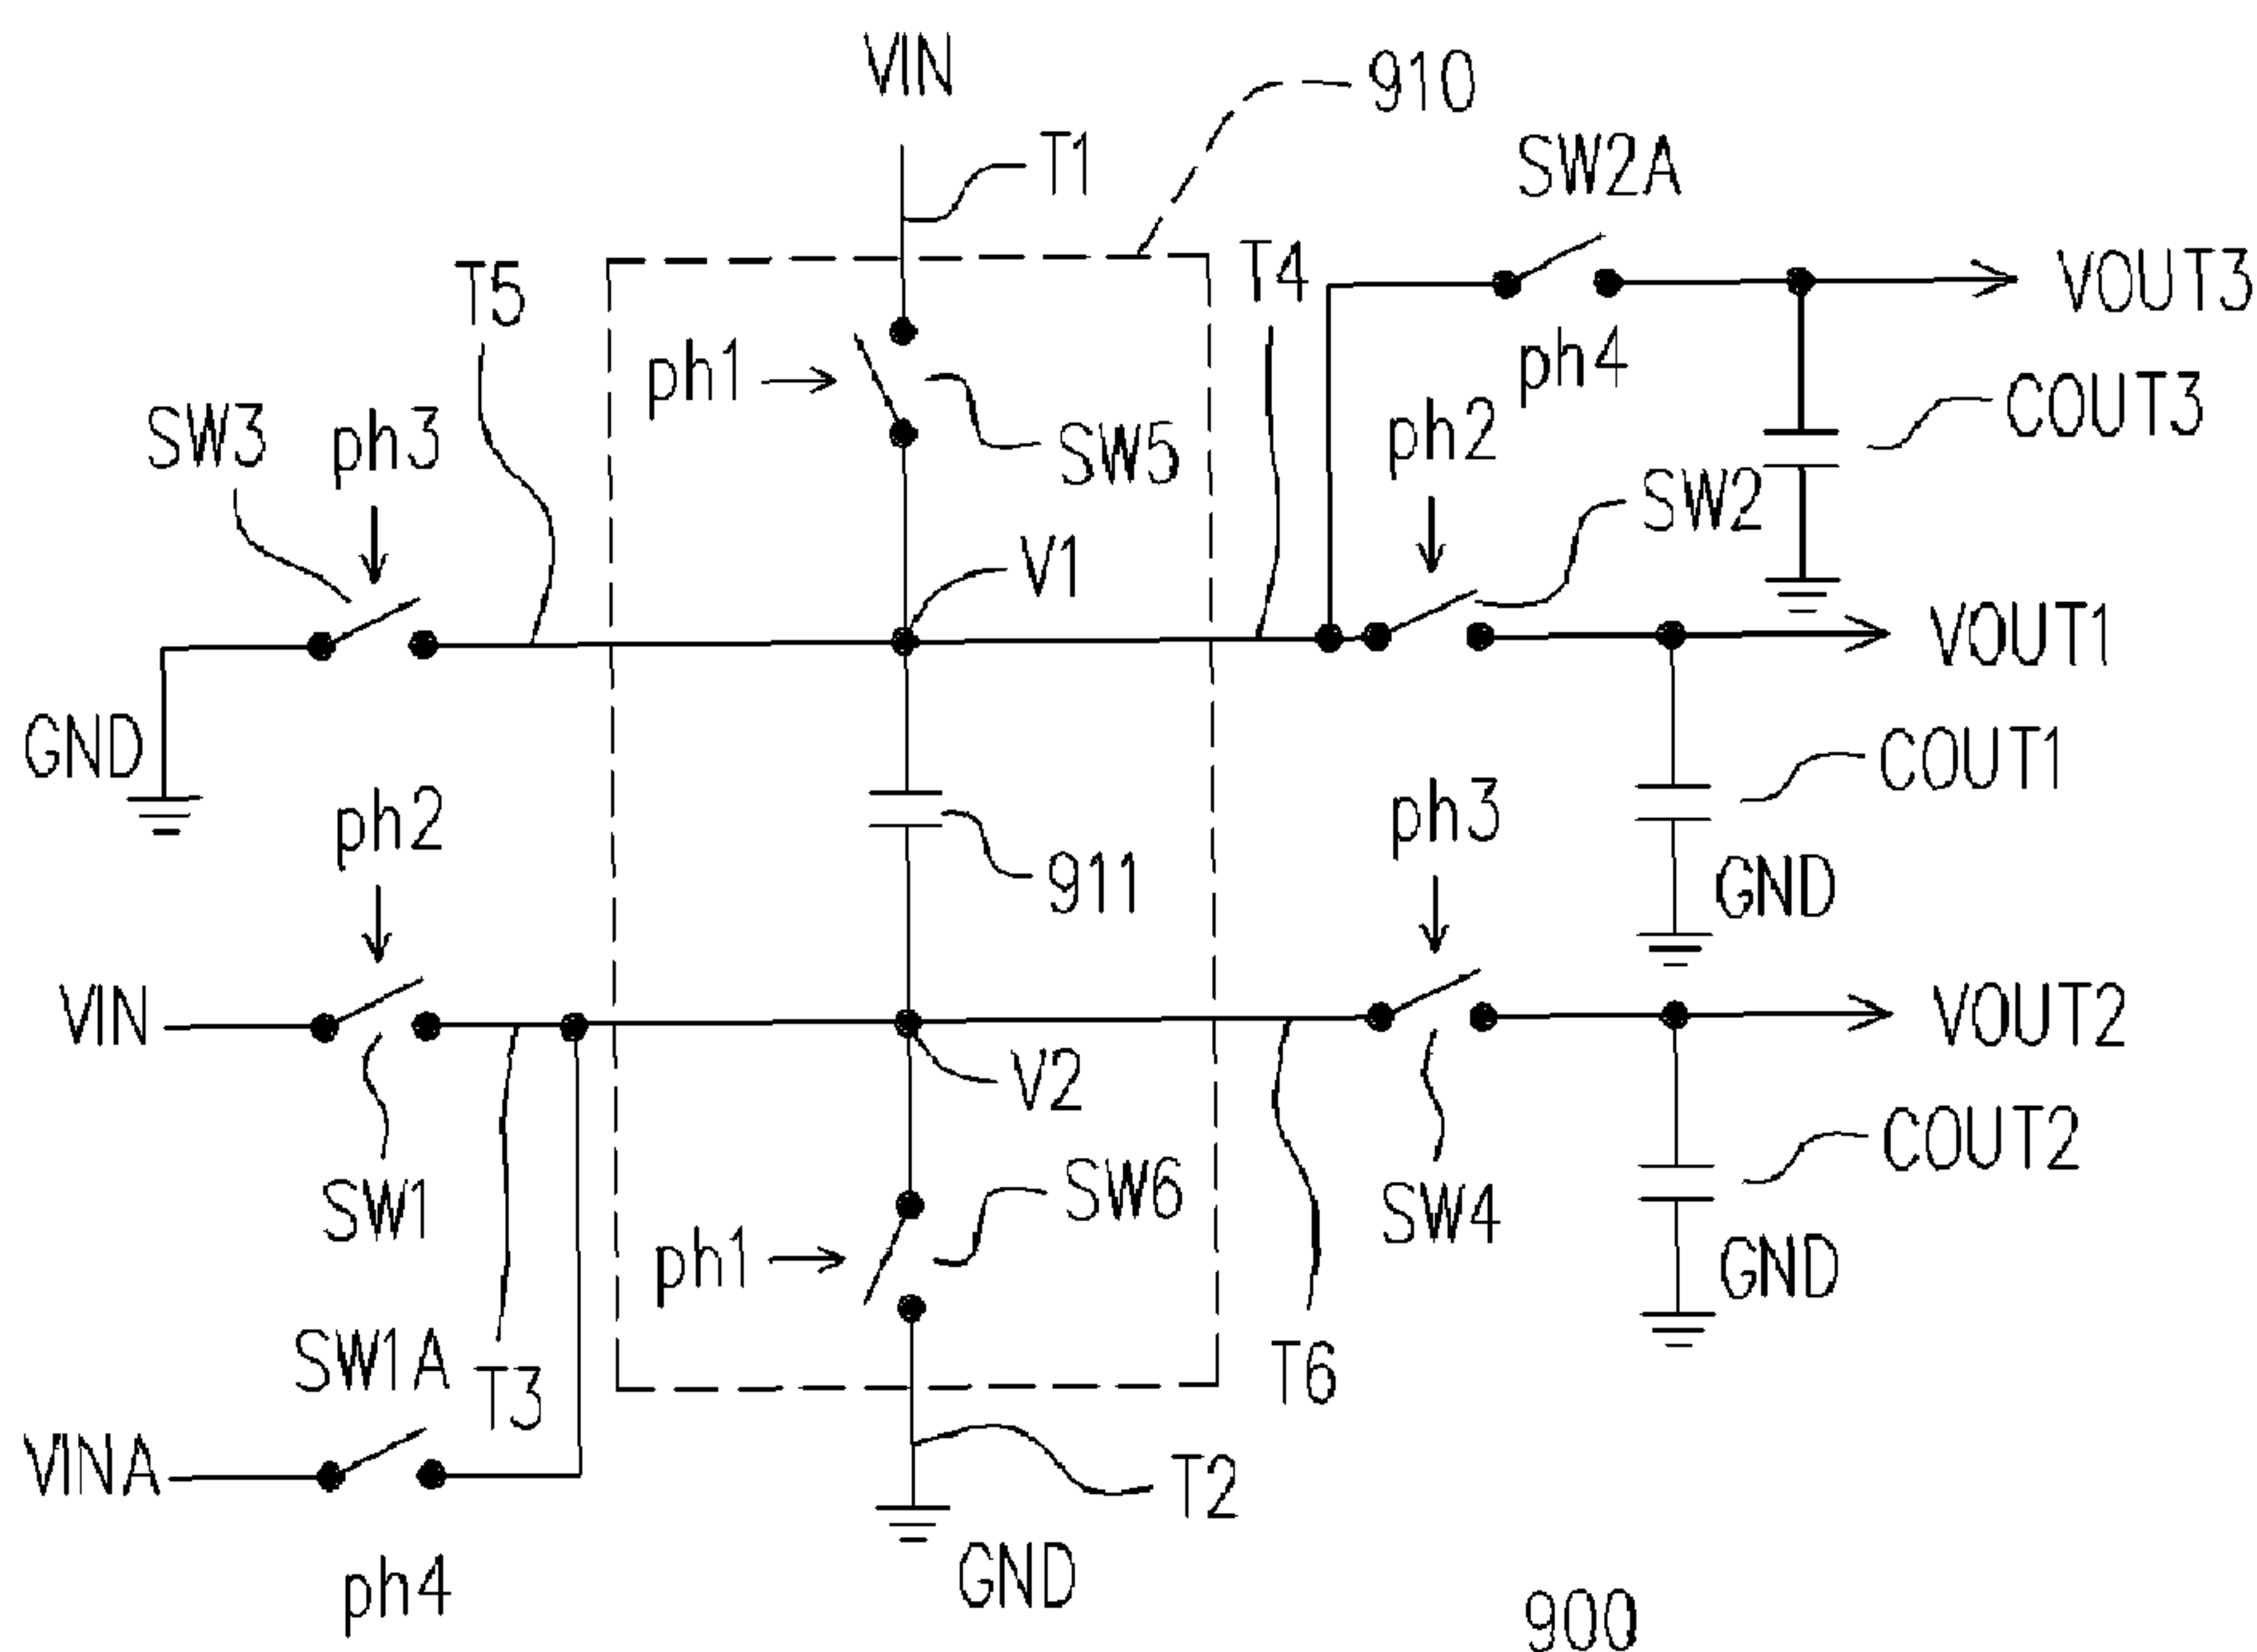 VIN
910
T1
SW2A
T5
T4
VOUT3
ph1
ph4
COUT3
SW3
ph3
ph2
SW5
SW2
V1
VOUT1
GND
COUT1
ph2
ph3
911
GND
VIN
VOUT2
V2
COUT2
SW1
SW6
SW4
ph1
GND
SW1A
T3
T6
VINA
T2
ph4
GND
900